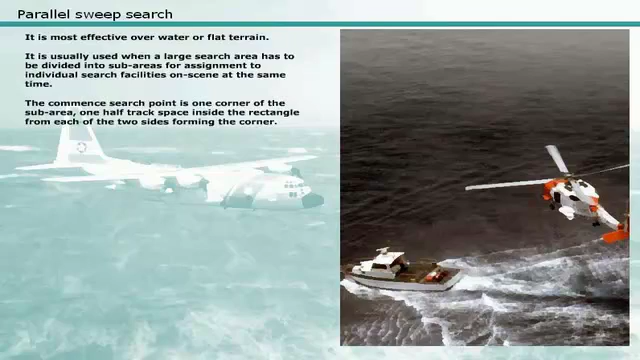 Parallel sweep search
It is most effective over water or flat terrain.
It is usually used when a large search area has to
be divided into sub-areas for assignment to
individual search facilities on-scene at the same
time.
The commence search point is one corner of the
sub-area, one half track space inside the rectangle
from each of the two sides forming the corner.